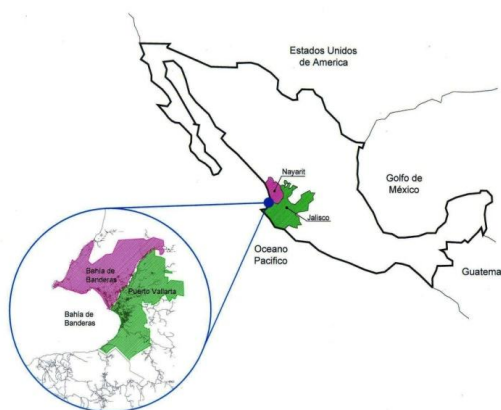 Estados Unidos
de America
Nayarit
Golfo de
México
Jalisco
Oceano
Pacifico
Guatema
Bahía de
Banderas
Puerto Vallarta
Bahía de
Banderas